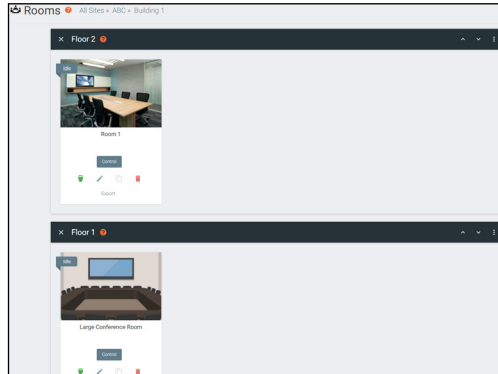 Rooms ? All Sites » ABC » Building 1
× Floor 2 ?
Idle
Room 1
Control
Export
× Floor 1 ?
Idle
Large Conference Room
Control